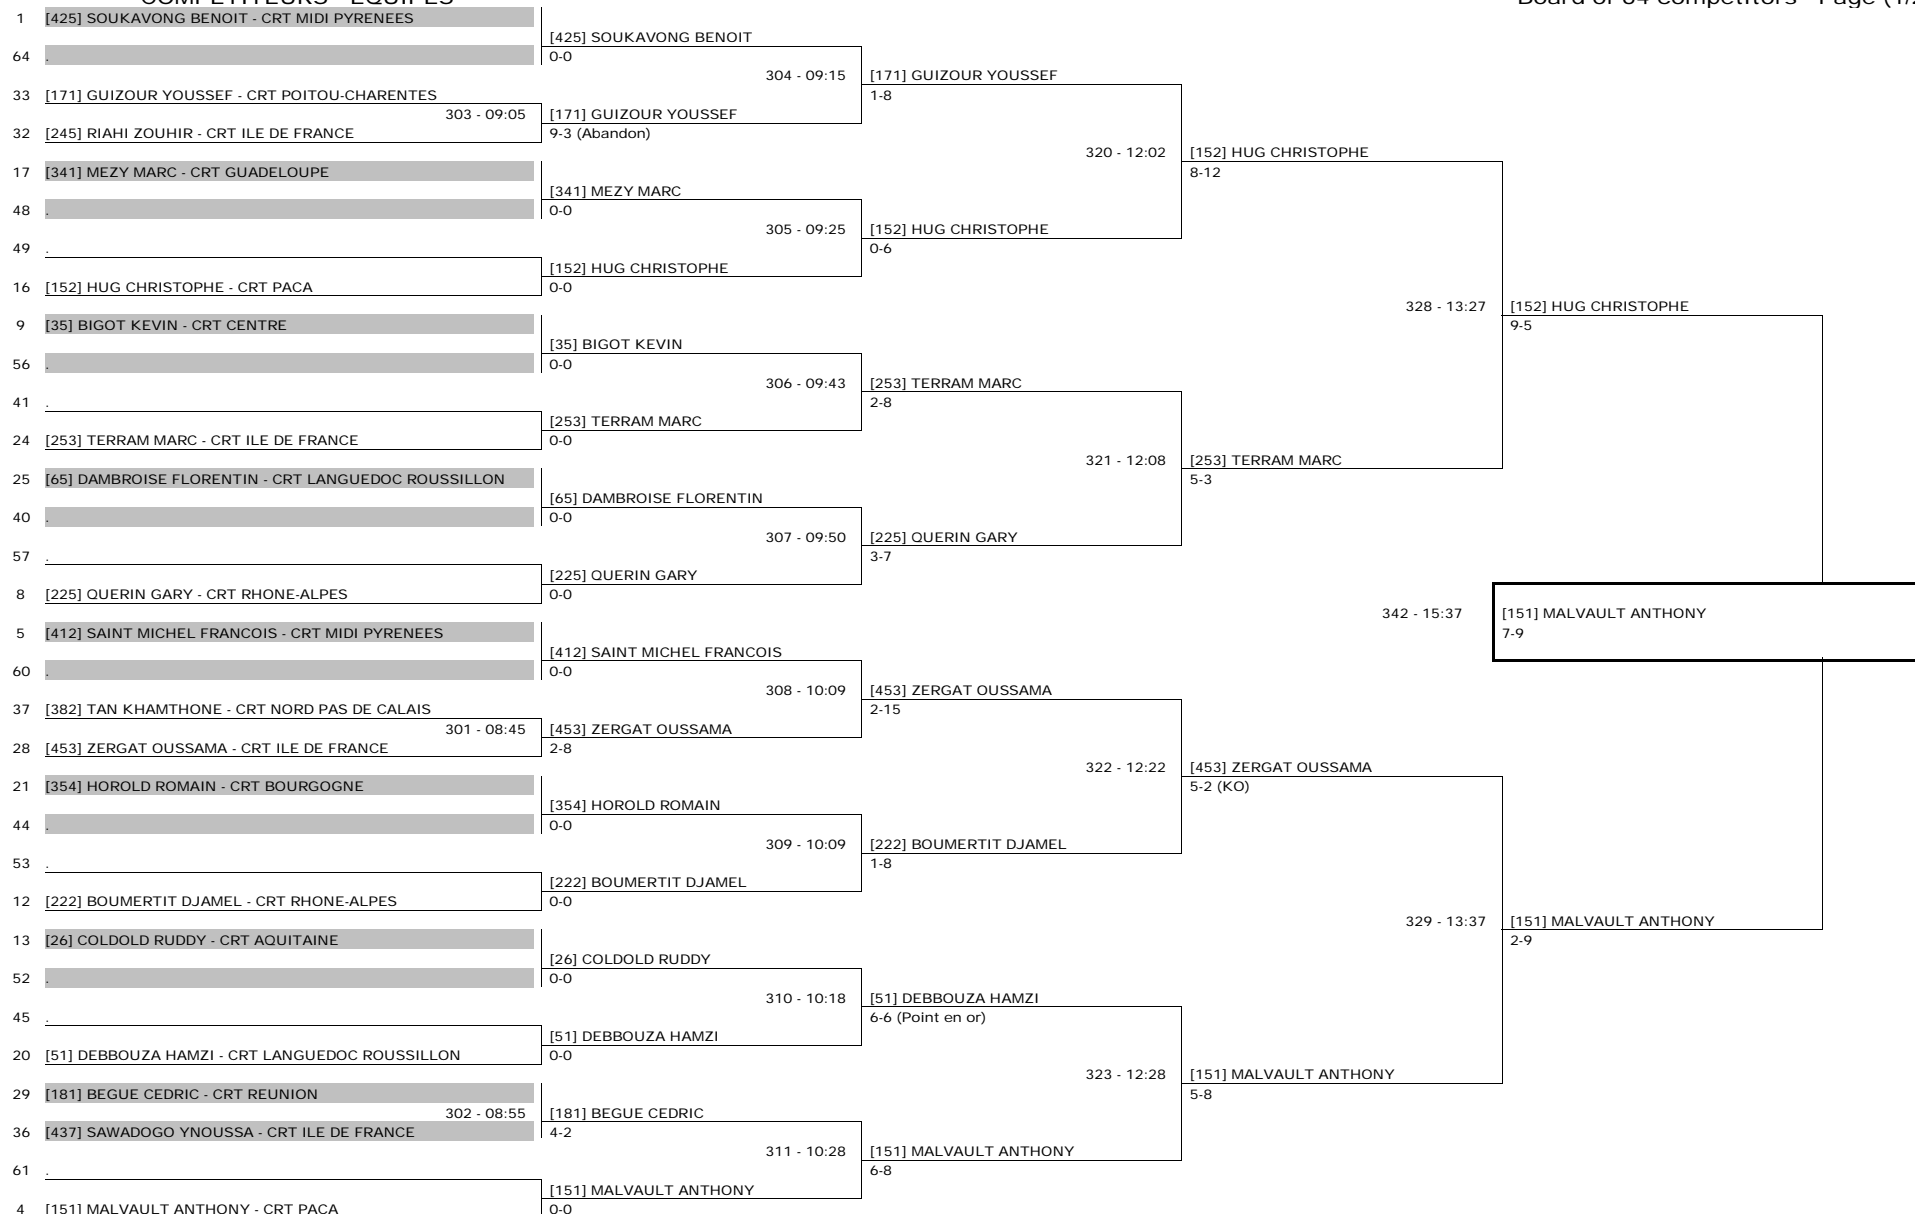 COMPETITEURS - EQUIPES
Board of 64 competitors - Page (1/2
1 [425] SOUKAVONG BENOIT - CRT MIDI PYRENEES
[425] SOUKAVONG BENOIT
64 .
0-0
304 - 09:15
[171] GUIZOUR YOUSSEF
1-8
33 [171] GUIZOUR YOUSSEF - CRT POITOU-CHARENTES
303 - 09:05
[171] GUIZOUR YOUSSEF
32 [245] RIAHI ZOUHIR - CRT ILE DE FRANCE
9-3 (Abandon)
320 - 12:02
[152] HUG CHRISTOPHE
8-12
17 [341] MEZY MARC - CRT GUADELOUPE
[341] MEZY MARC
48 .
0-0
305 - 09:25
[152] HUG CHRISTOPHE
0-6
49 .
[152] HUG CHRISTOPHE
16 [152] HUG CHRISTOPHE - CRT PACA
0-0
328 - 13:27
[152] HUG CHRISTOPHE
9-5
9 [35] BIGOT KEVIN - CRT CENTRE
[35] BIGOT KEVIN
56 .
0-0
306 - 09:43
[253] TERRAM MARC
2-8
41 .
[253] TERRAM MARC
24 [253] TERRAM MARC - CRT ILE DE FRANCE
0-0
321 - 12:08
[253] TERRAM MARC
5-3
25 [65] DAMBROISE FLORENTIN - CRT LANGUEDOC ROUSSILLON
[65] DAMBROISE FLORENTIN
40 .
0-0
307 - 09:50
[225] QUERIN GARY
3-7
57 .
[225] QUERIN GARY
8 [225] QUERIN GARY - CRT RHONE-ALPES
0-0
342 - 15:37
[151] MALVAULT ANTHONY
7-9
5 [412] SAINT MICHEL FRANCOIS - CRT MIDI PYRENEES
[412] SAINT MICHEL FRANCOIS
60 .
0-0
308 - 10:09
[453] ZERGAT OUSSAMA
2-15
37 [382] TAN KHAMTHONE - CRT NORD PAS DE CALAIS
301 - 08:45
[453] ZERGAT OUSSAMA
28 [453] ZERGAT OUSSAMA - CRT ILE DE FRANCE
2-8
322 - 12:22
[453] ZERGAT OUSSAMA
5-2 (KO)
21 [354] HOROLD ROMAIN - CRT BOURGOGNE
[354] HOROLD ROMAIN
44 .
0-0
309 - 10:09
[222] BOUMERTIT DJAMEL
1-8
53 .
[222] BOUMERTIT DJAMEL
12 [222] BOUMERTIT DJAMEL - CRT RHONE-ALPES
0-0
329 - 13:37
[151] MALVAULT ANTHONY
2-9
13 [26] COLDOLD RUDDY - CRT AQUITAINE
[26] COLDOLD RUDDY
52 .
0-0
310 - 10:18
[51] DEBBOUZA HAMZI
6-6 (Point en or)
45 .
[51] DEBBOUZA HAMZI
20 [51] DEBBOUZA HAMZI - CRT LANGUEDOC ROUSSILLON
0-0
323 - 12:28
[151] MALVAULT ANTHONY
5-8
29 [181] BEGUE CEDRIC - CRT REUNION
302 - 08:55
[181] BEGUE CEDRIC
36 [437] SAWADOGO YNOUSSA - CRT ILE DE FRANCE
4-2
311 - 10:28
[151] MALVAULT ANTHONY
6-8
61 .
[151] MALVAULT ANTHONY
4 [151] MALVAULT ANTHONY - CRT PACA
0-0